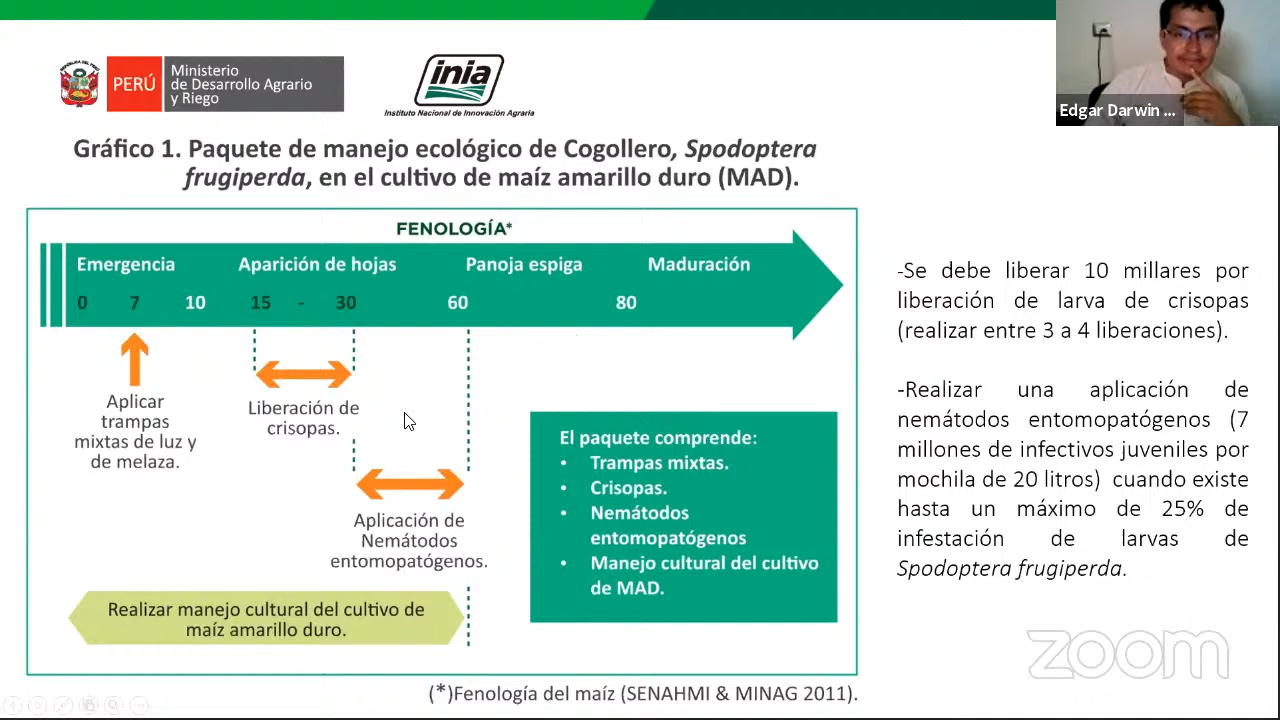 PERÚ
Ministerio
de Desarrollo Agrario
y Riego
inia
Instituto Nacional de Innovación Agraria
Edgar Darwin ...
Gráfico 1. Paquete de manejo ecológico de Cogollero, Spodoptera
frugiperda, en el cultivo de maíz amarillo duro (MAD).
FENOLOGÍA*
Emergencia
Aparición de hojas
Panoja espiga
Maduración
0 7 10 15 - 30 60 80
Aplicar
trampas
mixtas de luz y
de melaza.
Liberación de
crisopas.
Aplicación de
Nemátodos
entomopatógenos.
Realizar manejo cultural del cultivo de
maíz amarillo duro.
El paquete comprende:
• Trampas mixtas.
• Crisopas.
• Nemátodos
entomopatógenos
• Manejo cultural del cultivo
de MAD.
(*)Fenología del maíz (SENAHMI & MINAG 2011).
-Se debe liberar 10 millares por
liberación de larva de crisopas
(realizar entre 3 a 4 liberaciones).
-Realizar una aplicación de
nemátodos entomopatógenos (7
millones de infectivos juveniles por
mochila de 20 litros) cuando existe
hasta un máximo de 25% de
infestación de larvas de
Spodoptera frugiperda.
zoom